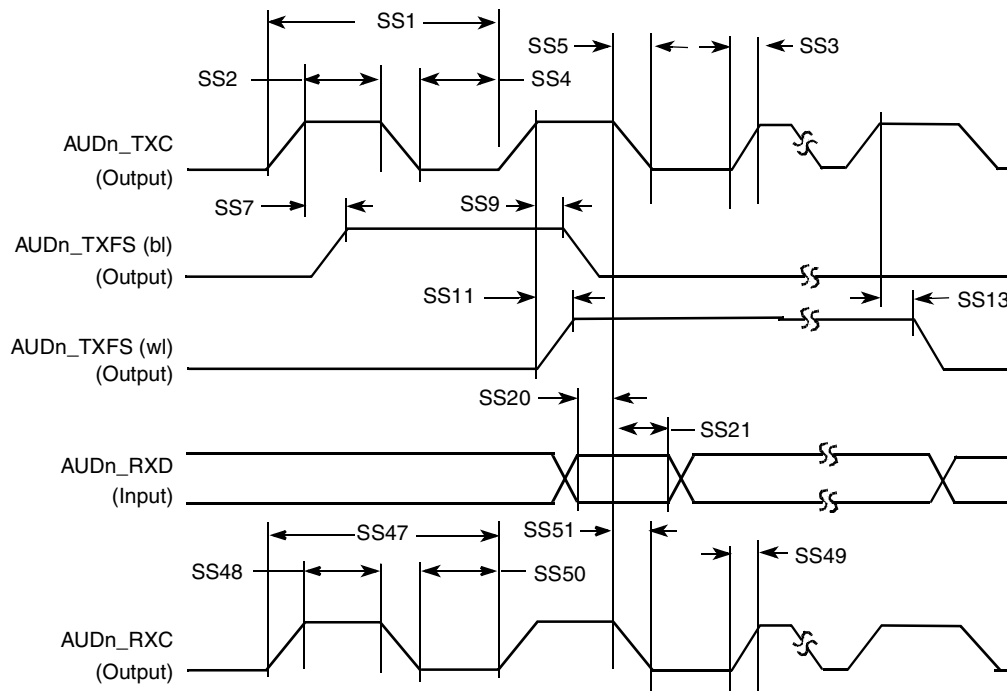 SS1
SS5
SS3
SS2
SS4
AUDn_TXC
(Output)
SS7
SS9
AUDn_TXFS (bl)
(Output)
SS11
SS13
AUDn_TXFS (wl)
(Output)
SS20
SS21
AUDn_RXD
(Input)
SS47
SS51
SS49
SS48
SS50
AUDn_RXC
(Output)